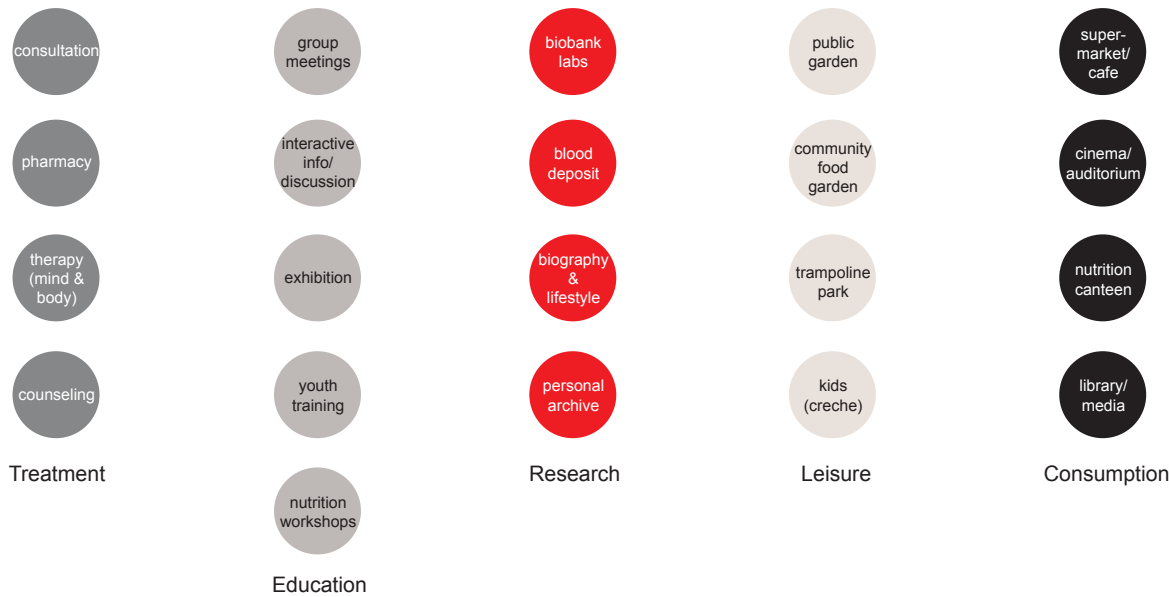 consultation
pharmacy
therapy
(mind &
body)
counseling
Treatment
group
meetings
interactive
info/
discussion
exhibition
youth
training
nutrition
workshops
Education
biobank
labs
blood
deposit
biography
&
lifestyle
personal
archive
Research
public
garden
community
food
garden
trampoline
park
kids
(creche)
Leisure
super-
market/
cafe
cinema/
auditorium
nutrition
canteen
library/
media
Consumption